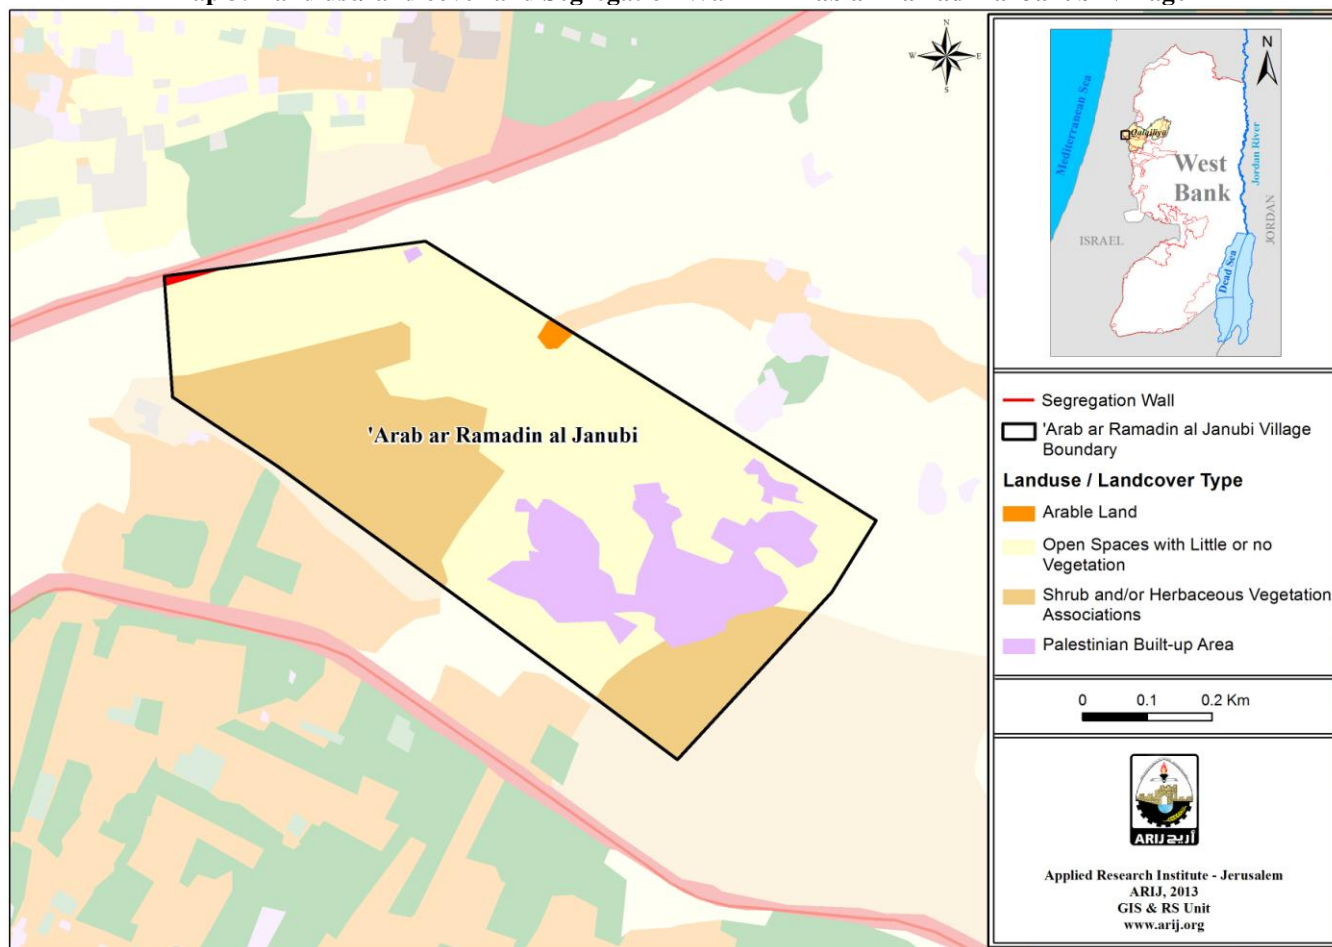 N
W E
S
N
Mediterranean Sea
Qalqiliya
West
Bank
Jordan River
ISRAEL
JORDAN
Dead Sea
'Arab ar Ramadin al Janubi
Segregation Wall
'Arab ar Ramadin al Janubi Village
Boundary
Landuse / Landcover Type
Arable Land
Open Spaces with Little or no
Vegetation
Shrub and/or Herbaceous Vegetation
Associations
Palestinian Built-up Area
0 0.1 0.2 Km
ARIJ أريج
Applied Research Institute - Jerusalem
ARIJ, 2013
GIS & RS Unit
www.arij.org